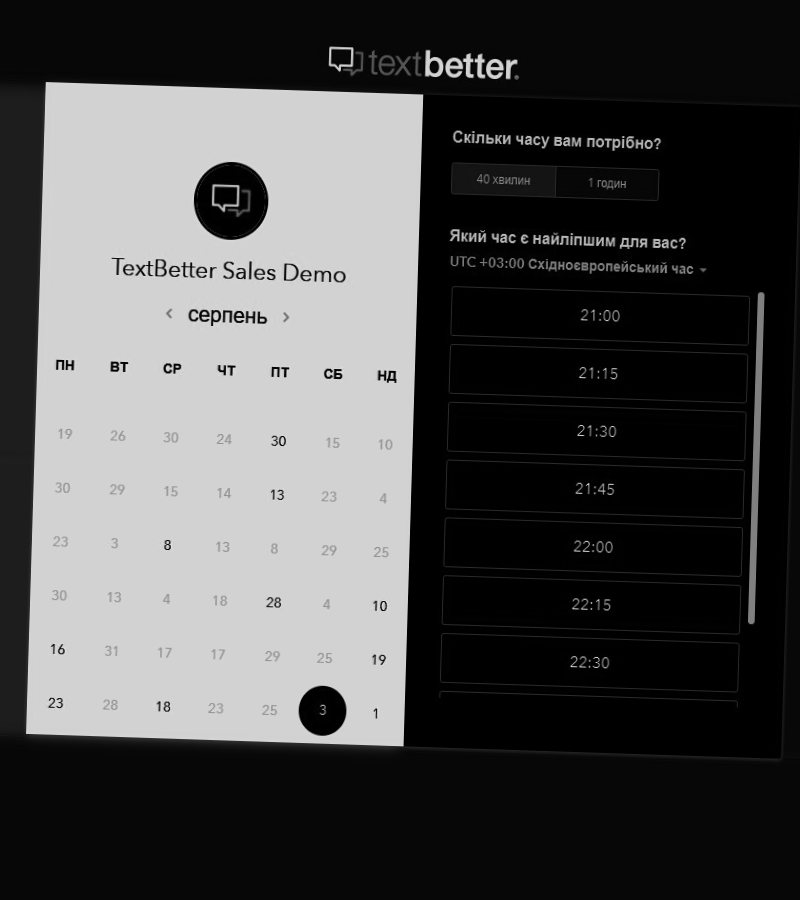 textbetter.
TextBetter Sales Demo
‹ серпень ›
ПН ВТ СР ЧТ ПТ СБ НД
19 26 30 24 30 15 10
30 29 15 14 13 23 4
23 3 8 13 8 29 25
30 13 4 18 28 4 10
16 31 17 17 29 25 19
23 28 18 23 25 3 1
Скільки часу вам потрібно?
40 хвилин 1 годин
Який час є найліпшим для вас?
UTC +03:00 Східноєвропейський час
21:00
21:15
21:30
21:45
22:00
22:15
22:30